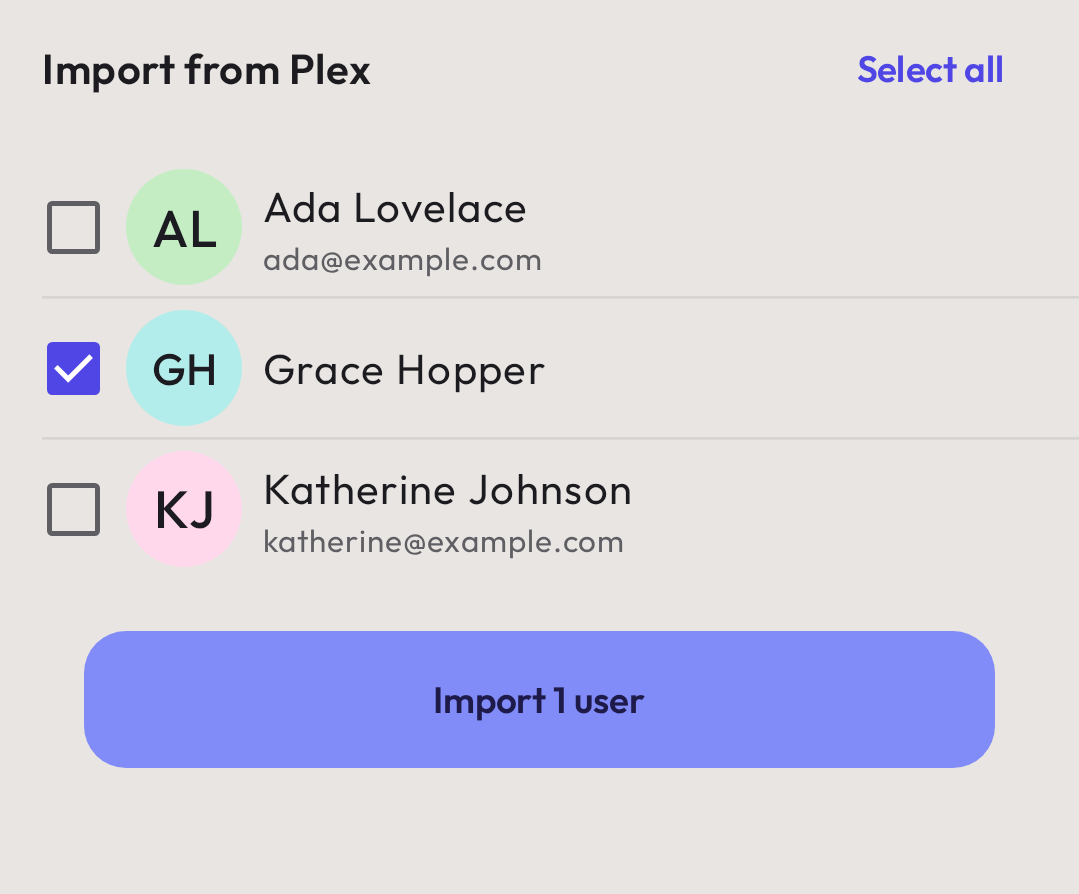 Import from Plex
Select all
AL
Ada Lovelace
ada@example.com
GH
Grace Hopper
KJ
Katherine Johnson
katherine@example.com
Import 1 user